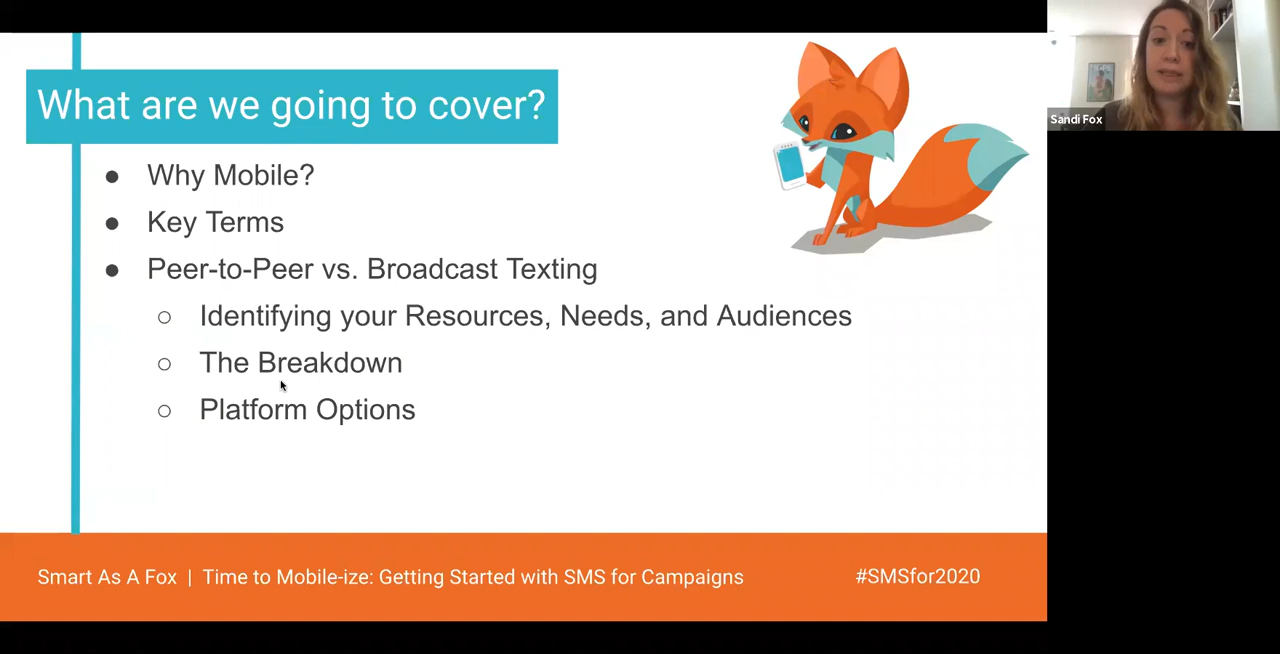 What are we going to cover?
● Why Mobile?
● Key Terms
● Peer-to-Peer vs. Broadcast Texting
○ Identifying your Resources, Needs, and Audiences
○ The Breakdown
○ Platform Options
Smart As A Fox | Time to Mobile-ize: Getting Started with SMS for Campaigns
#SMSfor2020
Sandi Fox